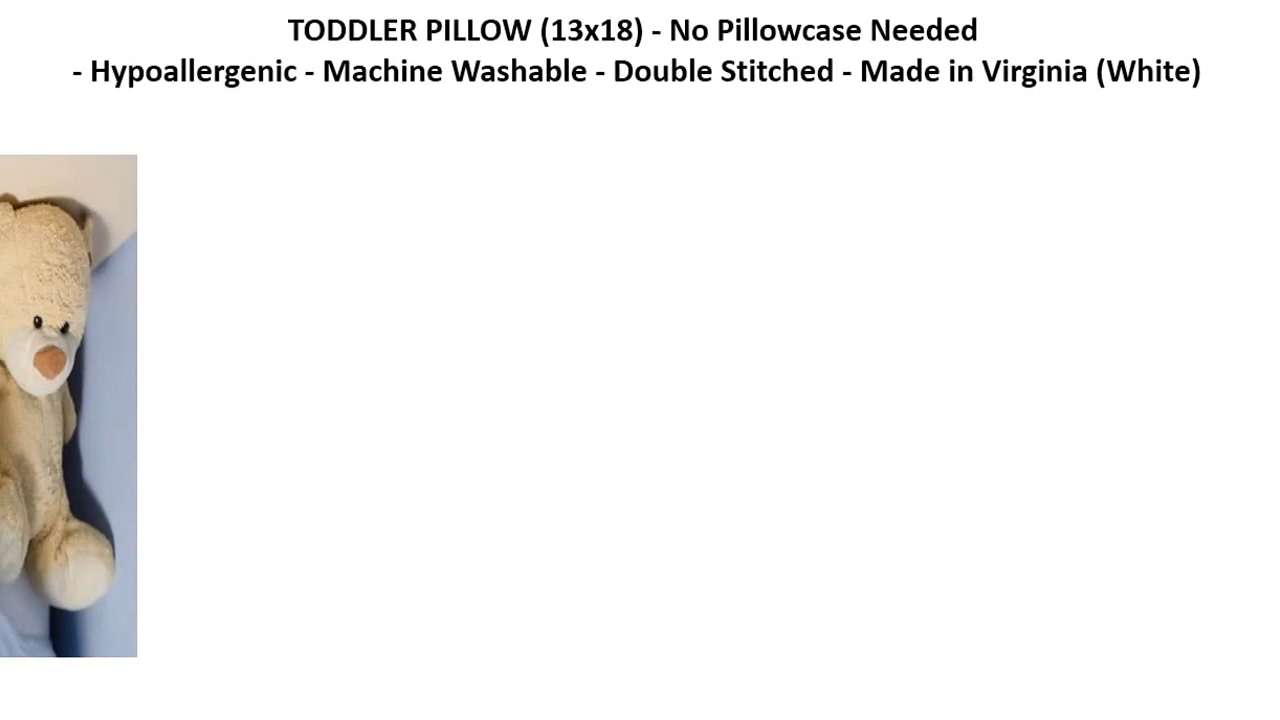 TODDLER PILLOW (13x18) - No Pillowcase Needed
- Hypoallergenic - Machine Washable - Double Stitched - Made in Virginia (White)